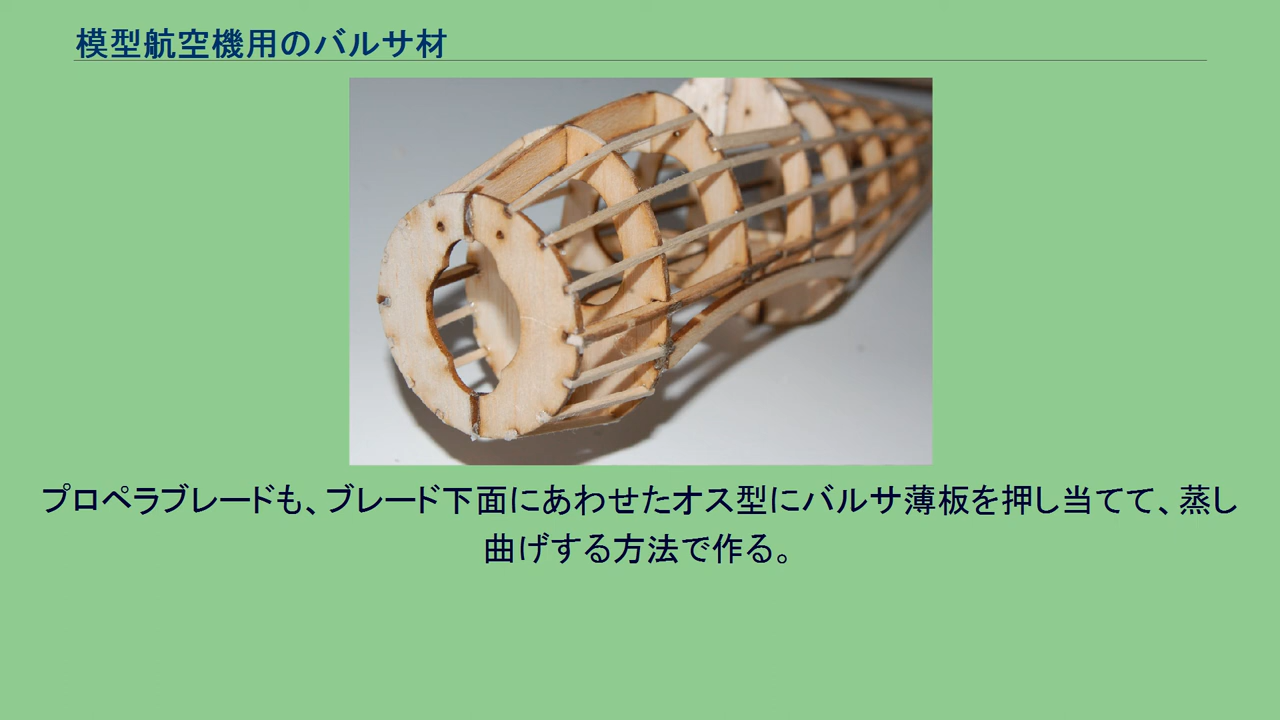 模型航空機用のバルサ材
プロペラブレードも、ブレード下面にあわせたオス型にバルサ薄板を押し当てて、蒸し
曲げする方法で作る。